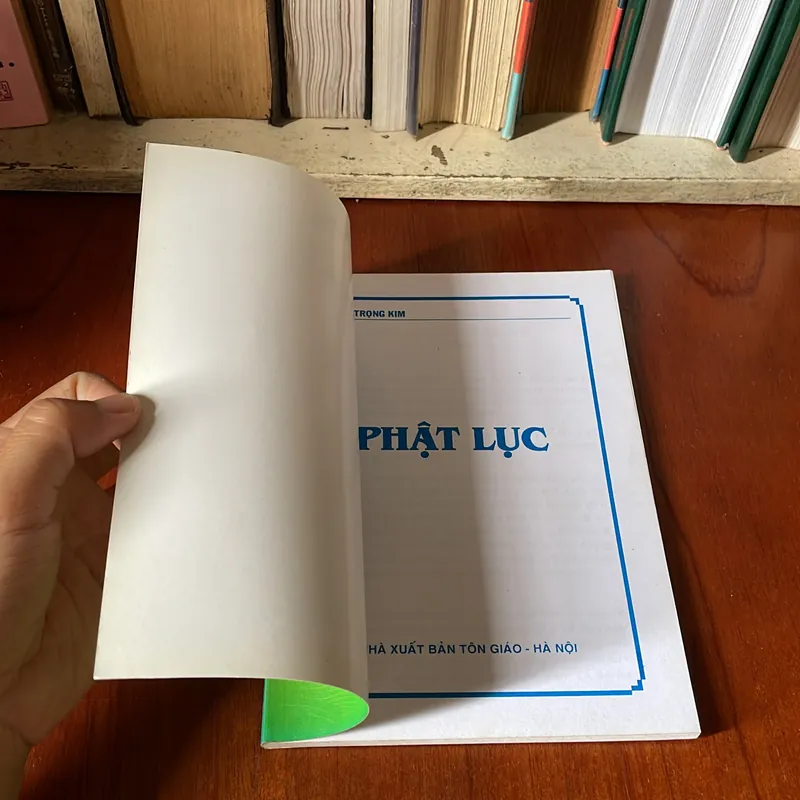 TRỌNG KIM
PHẬT LỤC
HÀ XUẤT BẢN TÔN GIÁO - HÀ NỘI